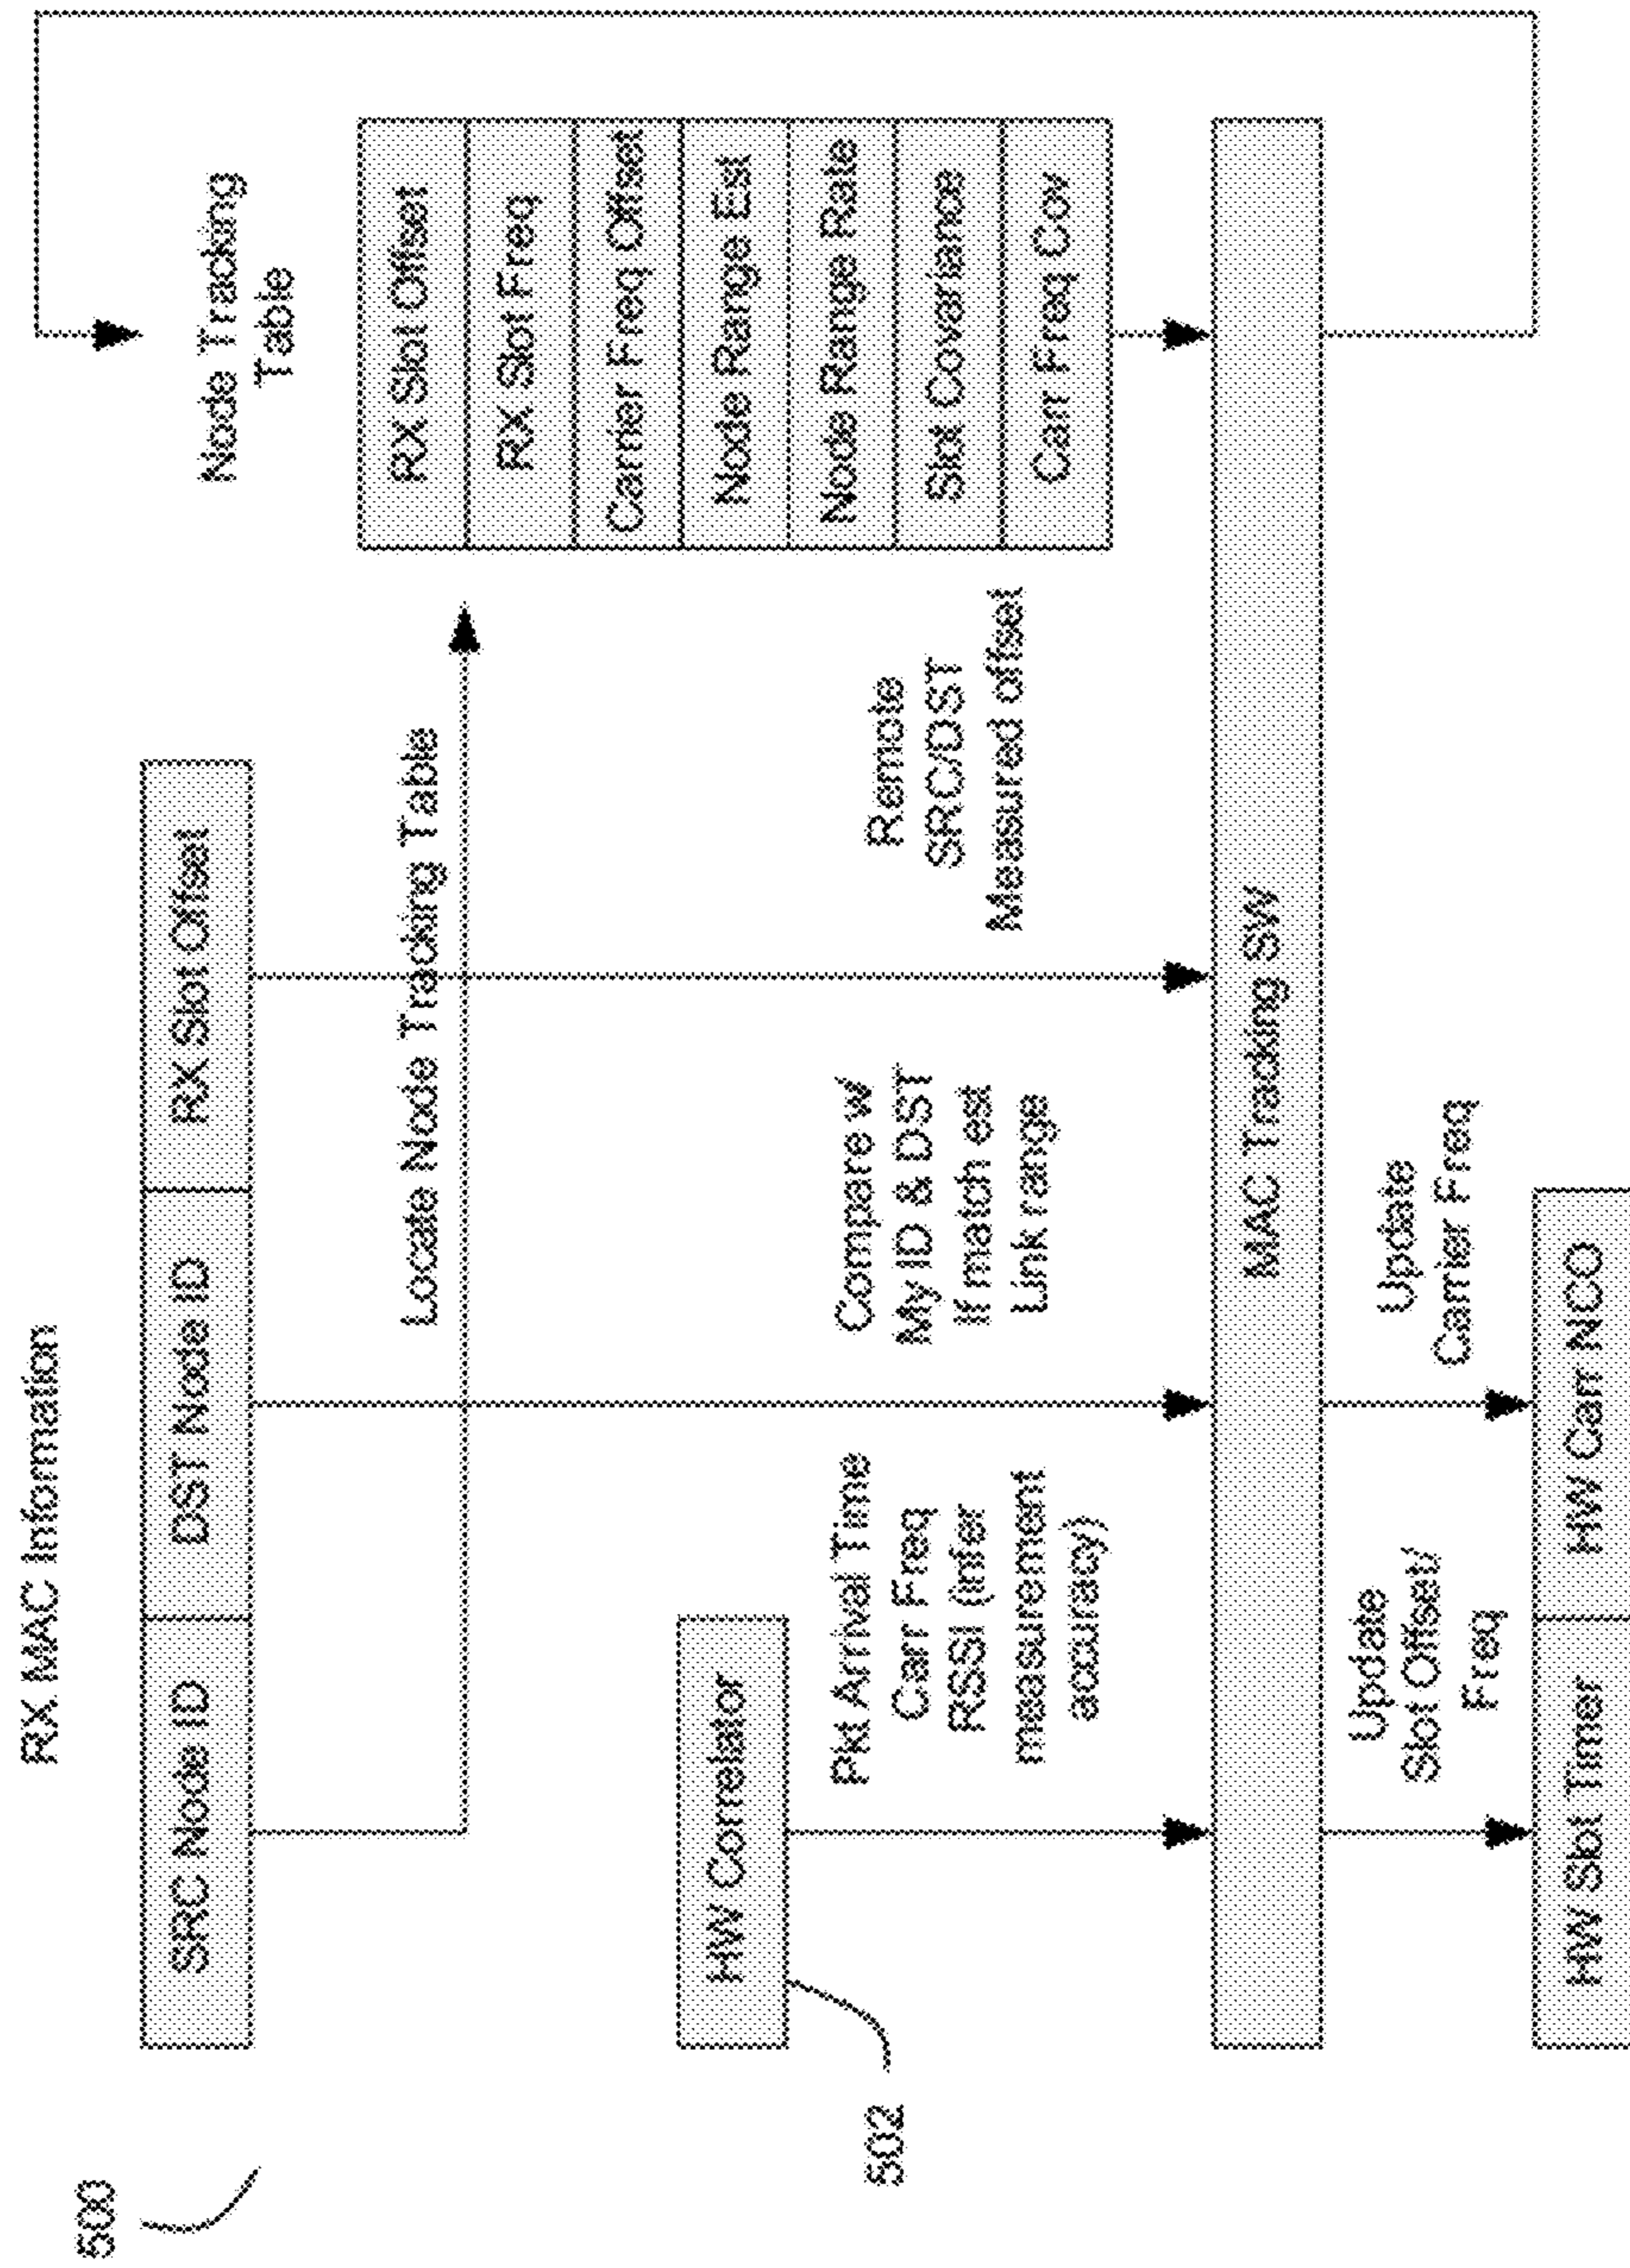 500
RX MAC Information
SRC Node ID
DST Node ID
RX Slot Offset
Node Tracking
Table
Locate Node Tracking Table
RX Slot Offset
RX Slot Freq
Carrier Freq Offset
Node Range Est
Node Range Rate
Slot Covariance
Carr Freq Cov
HW Correlator
502
Pkt Arrival Time
Carr Freq
RSSI (infer
measurement
accuracy)
Compare w/
My ID & DST
If match est
Link range
Remote
SRC/DST
Measured offset
MAC Tracking SW
Update
Slot Offset/
Freq
Update
Carrier Freq
HW Slot Timer
HW Carr NCO